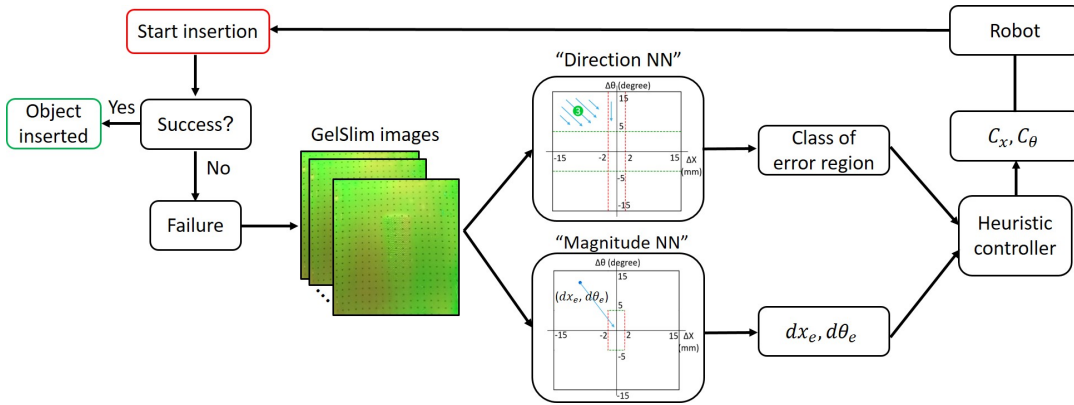 Start insertion
Robot
"Direction NN"
Yes
Object
inserted
Success?
No
Failure
GelSlim images
Δθ (degree)
15
3
5
-15
-2
2
15
ΔX
(mm)
-5
-15
Class of
error region
C_x, C_θ
Heuristic
controller
"Magnitude NN"
Δθ (degree)
15
(dx_e, dθ_e)
5
-15
-2
2
15
ΔX
(mm)
-5
-15
dx_e, dθ_e